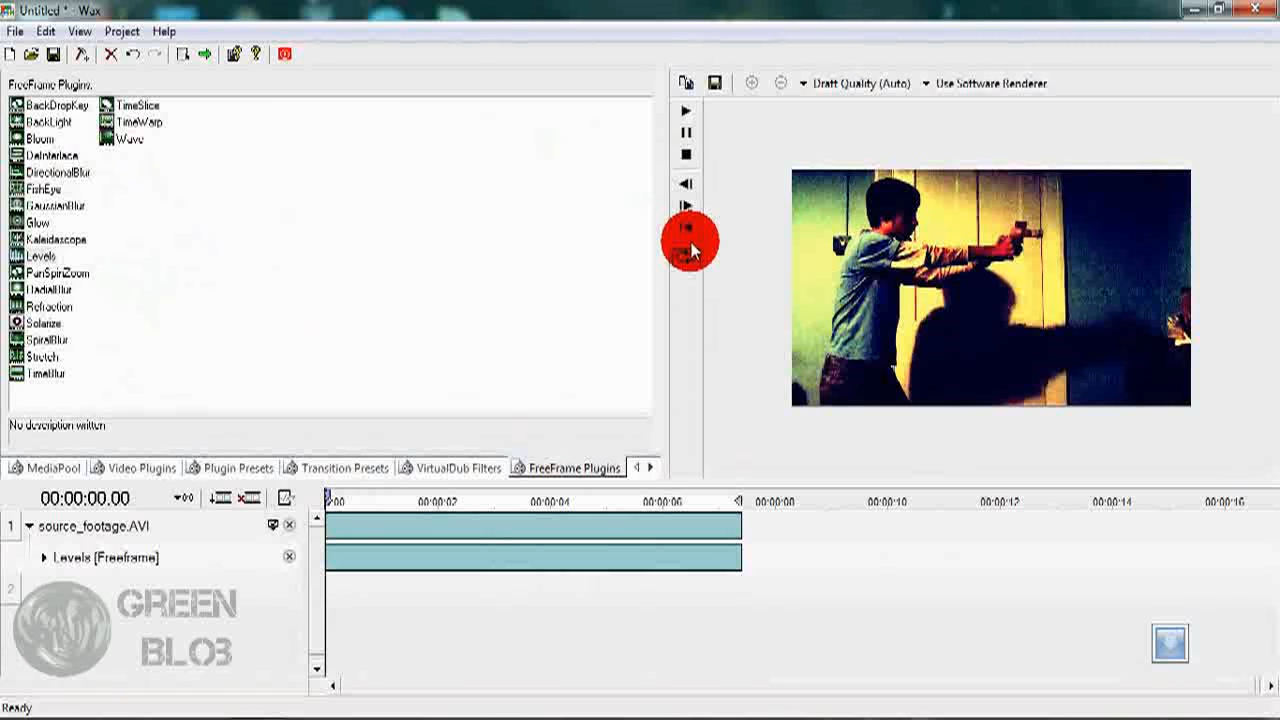 Untitled * - Wax
File Edit View Project Help
FreeFrame Plugins:
BackDropKey TimeSlice
BackLight TimeWarp
Bloom Wave
DeInterlace
DirectionalBlur
FishEye
GaussianBlur
Glow
Kaleidascope
Levels
PanSpinZoom
RadialBlur
Refraction
Solarize
SpiralBlur
Stretch
TimeBlur
No description written
MediaPool Video Plugins Plugin Presets Transition Presets VirtualDub Filters FreeFrame Plugins
Draft Quality (Auto) Use Software Renderer
00:00:00.00 :00 00:00:02 00:00:04 00:00:06 00:00:08 00:00:10 00:00:12 00:00:14 00:00:16
1 source_footage.AVI
Levels [Freeframe]
2
GREEN
BLO3
Ready